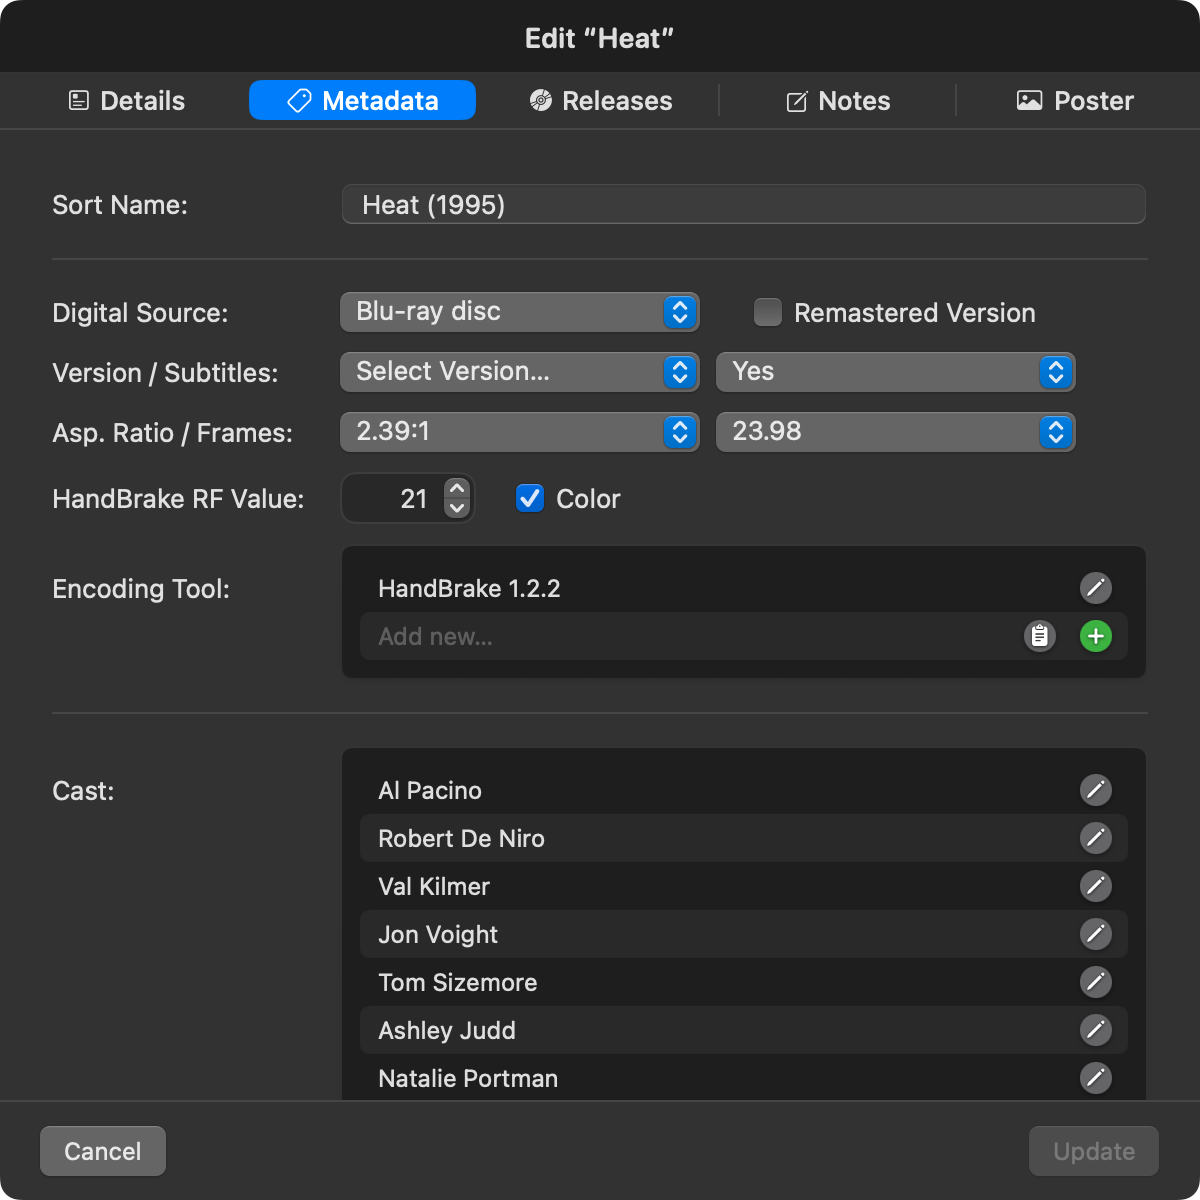 Edit “Heat”
Details Metadata Releases Notes Poster
Sort Name: Heat (1995)
Digital Source: Blu-ray disc Remastered Version
Version / Subtitles: Select Version... Yes
Asp. Ratio / Frames: 2.39:1 23.98
HandBrake RF Value: 21 Color
Encoding Tool: HandBrake 1.2.2
Add new...
Cast: Al Pacino
Robert De Niro
Val Kilmer
Jon Voight
Tom Sizemore
Ashley Judd
Natalie Portman
Cancel Update